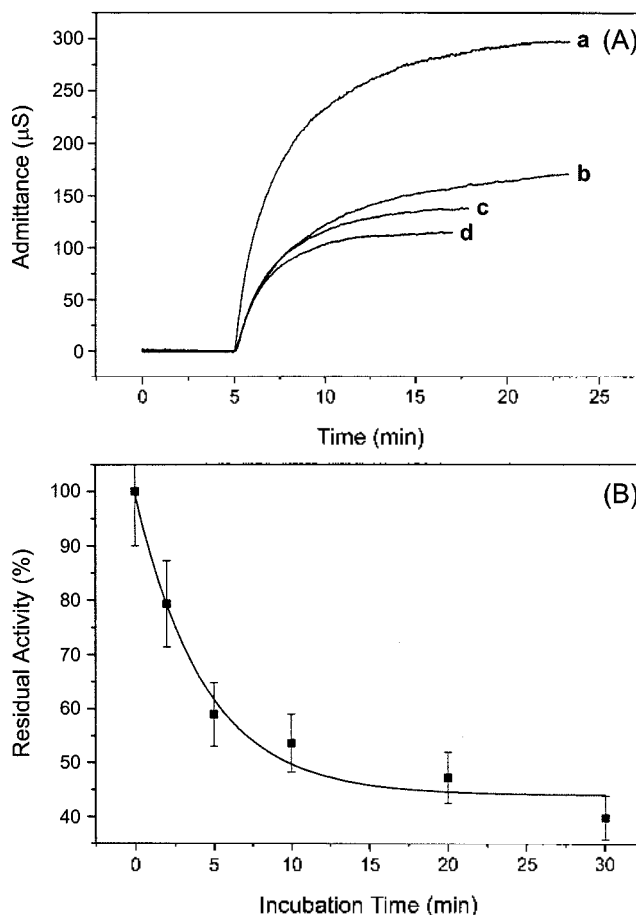 (A)
Admittance (μS)
300
250
200
150
100
50
0
a
b
c
d
0 5 10 15 20 25
Time (min)
(B)
Residual Activity (%)
100
90
80
70
60
50
40
0 5 10 15 20 25 30
Incubation Time (min)